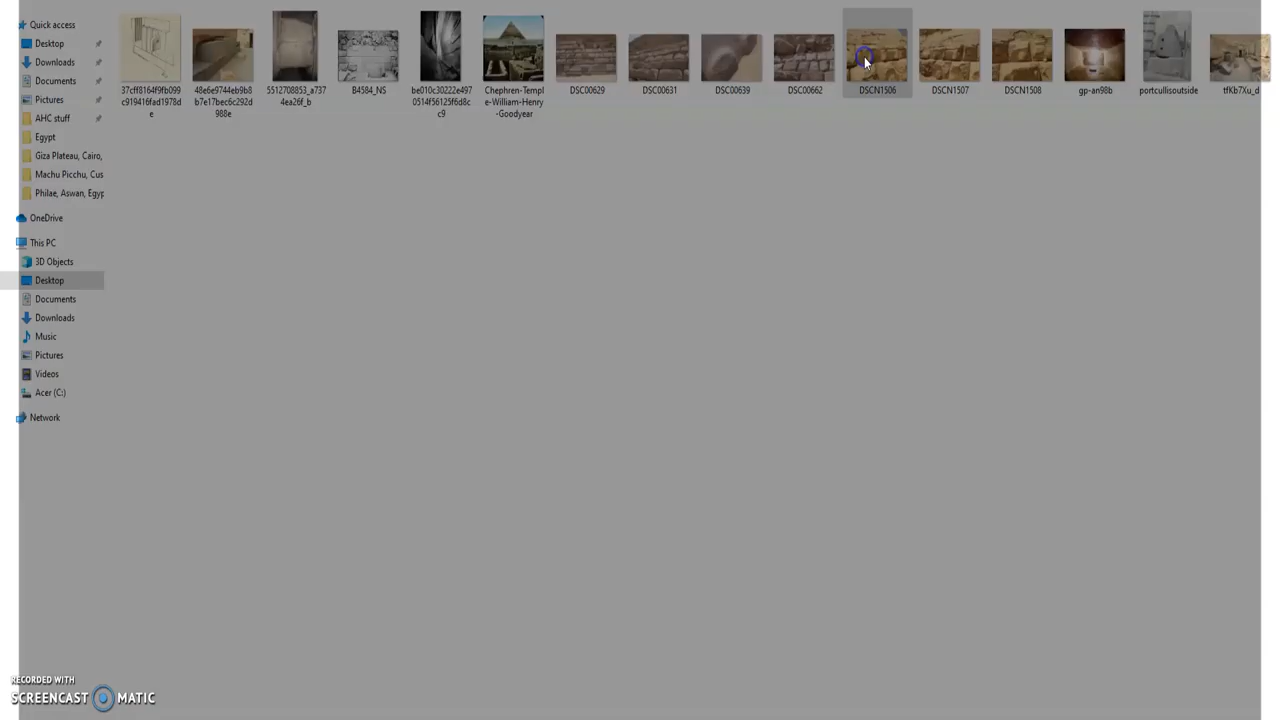 Quick access
Desktop
Downloads
Documents
Pictures
AHC stuff
Egypt
Giza Plateau, Cairo,
Machu Picchu, Cus
Philae, Aswan, Egyp
OneDrive
This PC
3D Objects
Desktop
Documents
Downloads
Music
Pictures
Videos
Acer (C:)
Network
37cff8164f9fb099
c919416fad1978d
e
48e6e9744eb9b8
b7e17bec6c292d
988e
5512708853_a737
4ea26f_b
B4584_NS
be010c30222e497
0514f56125f6d8c
c9
Chephren-Templ
e-William-Henry
-Goodyear
DSC00629
DSC00631
DSC00639
DSC00662
DSCN1506
DSCN1507
DSCN1508
gp-an98b
portcullisoutside
tfKb7Xu_d
RECORDED WITH
SCREENCAST MATIC